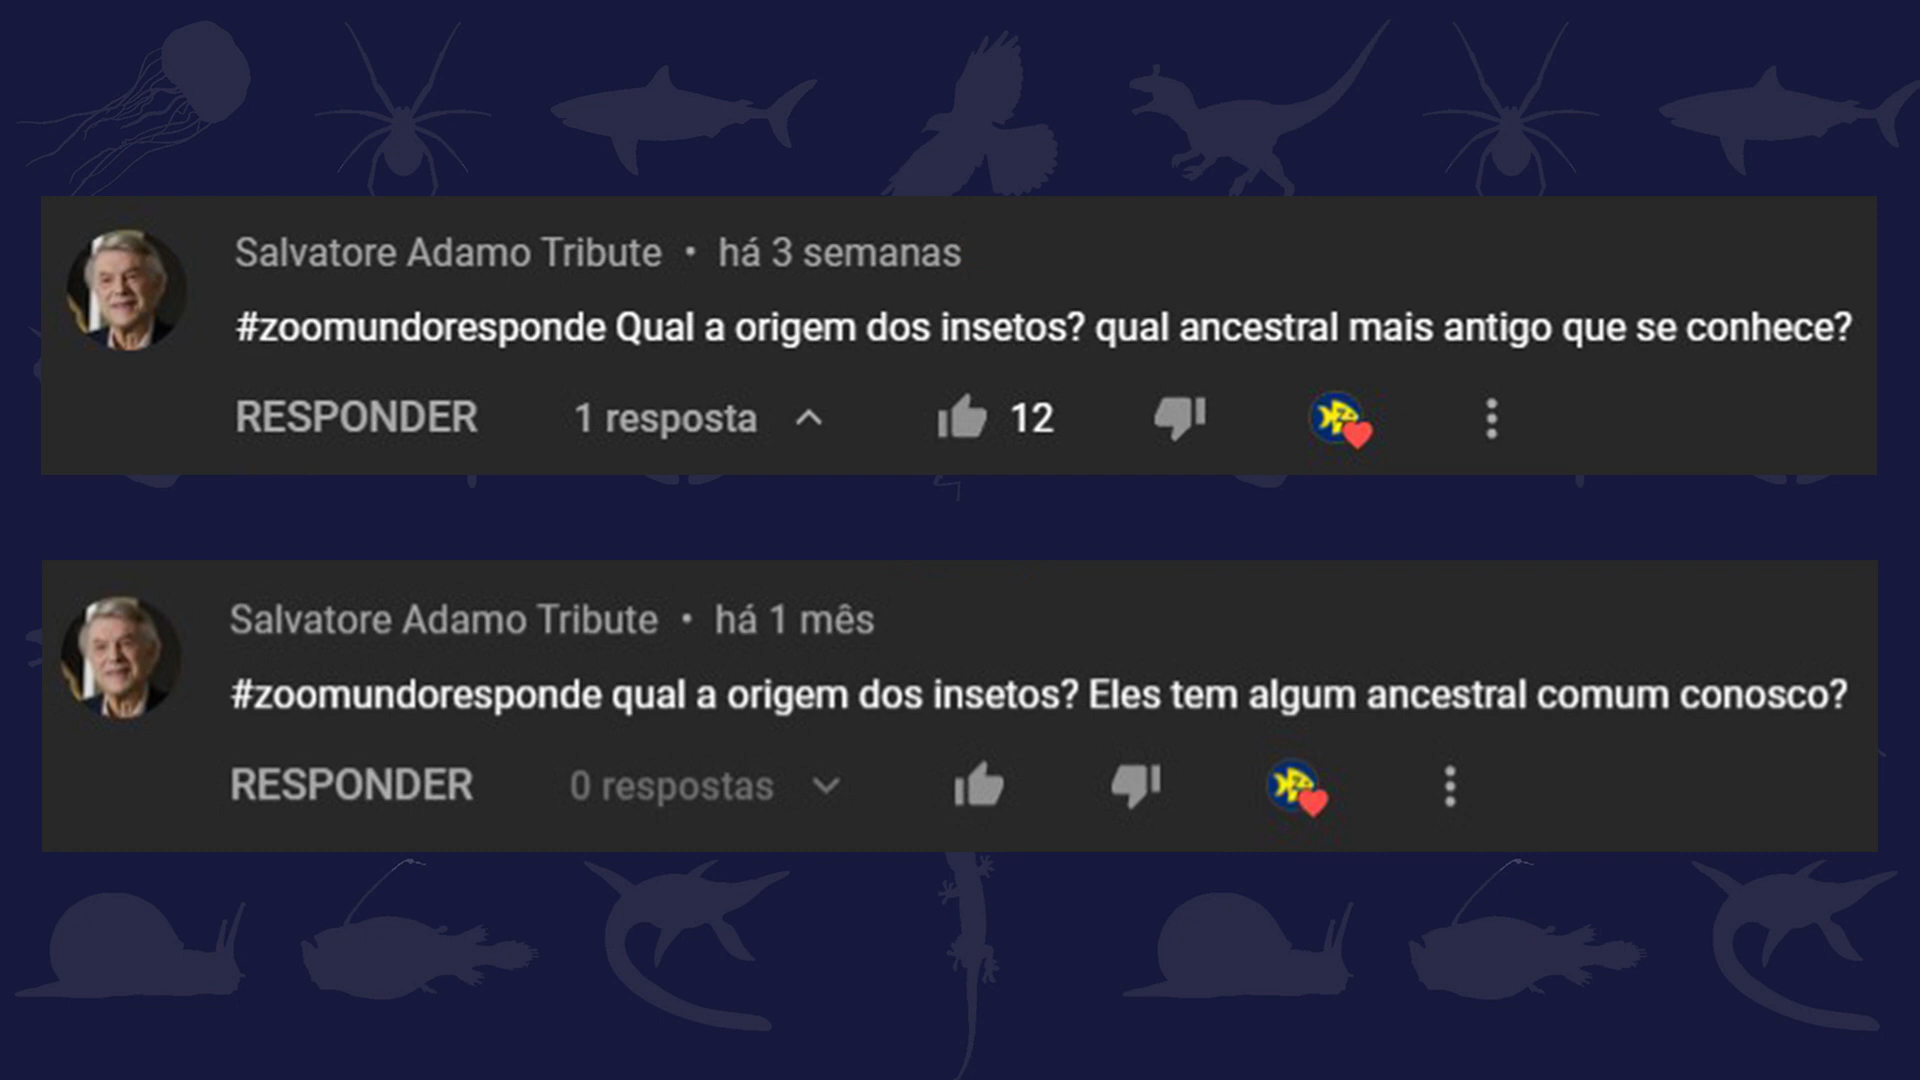 Salvatore Adamo Tribute • há 3 semanas
#zoomundoresponde Qual a origem dos insetos? qual ancestral mais antigo que se conhece?
RESPONDER 1 resposta 12
Salvatore Adamo Tribute • há 1 mês
#zoomundoresponde qual a origem dos insetos? Eles tem algum ancestral comum conosco?
RESPONDER 0 respostas